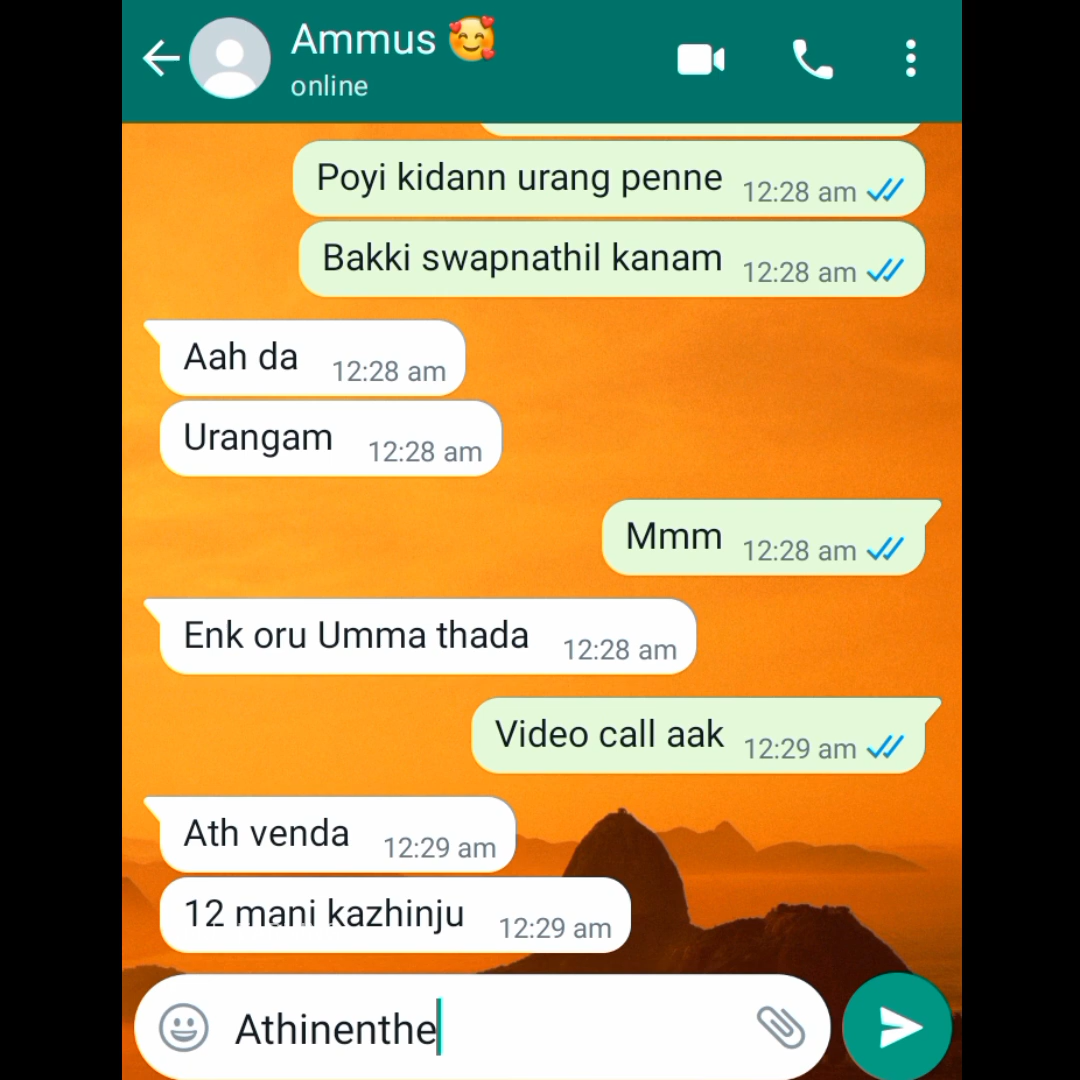 Ammus 🥰
online
Poyi kidann urang penne 12:28 am
Bakki swapnathil kanam 12:28 am
Aah da 12:28 am
Urangam 12:28 am
Mmm 12:28 am
Enk oru Umma thada 12:28 am
Video call aak 12:29 am
Ath venda 12:29 am
12 mani kazhinju 12:29 am
Athinenthe